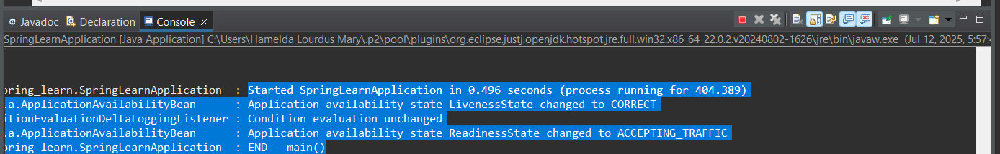 Javadoc Declaration Console
SpringLearnApplication [Java Application] C:\Users\Hamelda Lourdus Mary\.p2\pool\plugins\org.eclipse.justj.openjdk.hotspot.jre.full.win32.x86_64_22.0.2.v20240802-1626\jre\bin\javaw.exe (Jul 12, 2025, 5:57:4
pring_learn.SpringLearnApplication : Started SpringLearnApplication in 0.496 seconds (process running for 404.389)
.a.ApplicationAvailabilityBean : Application availability state LivenessState changed to CORRECT
itionEvaluationDeltaLoggingListener : Condition evaluation unchanged
.a.ApplicationAvailabilityBean : Application availability state ReadinessState changed to ACCEPTING_TRAFFIC
pring_learn.SpringLearnApplication : END - main()